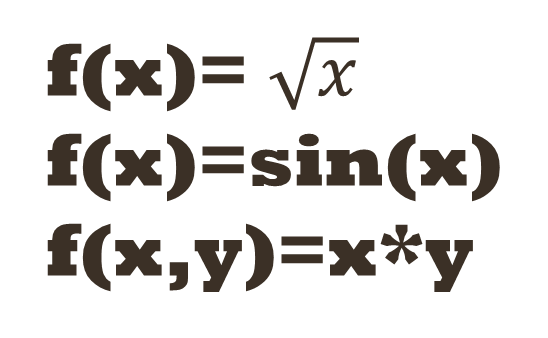 f(x)= √x
f(x)=sin(x)
f(x,y)=x*y